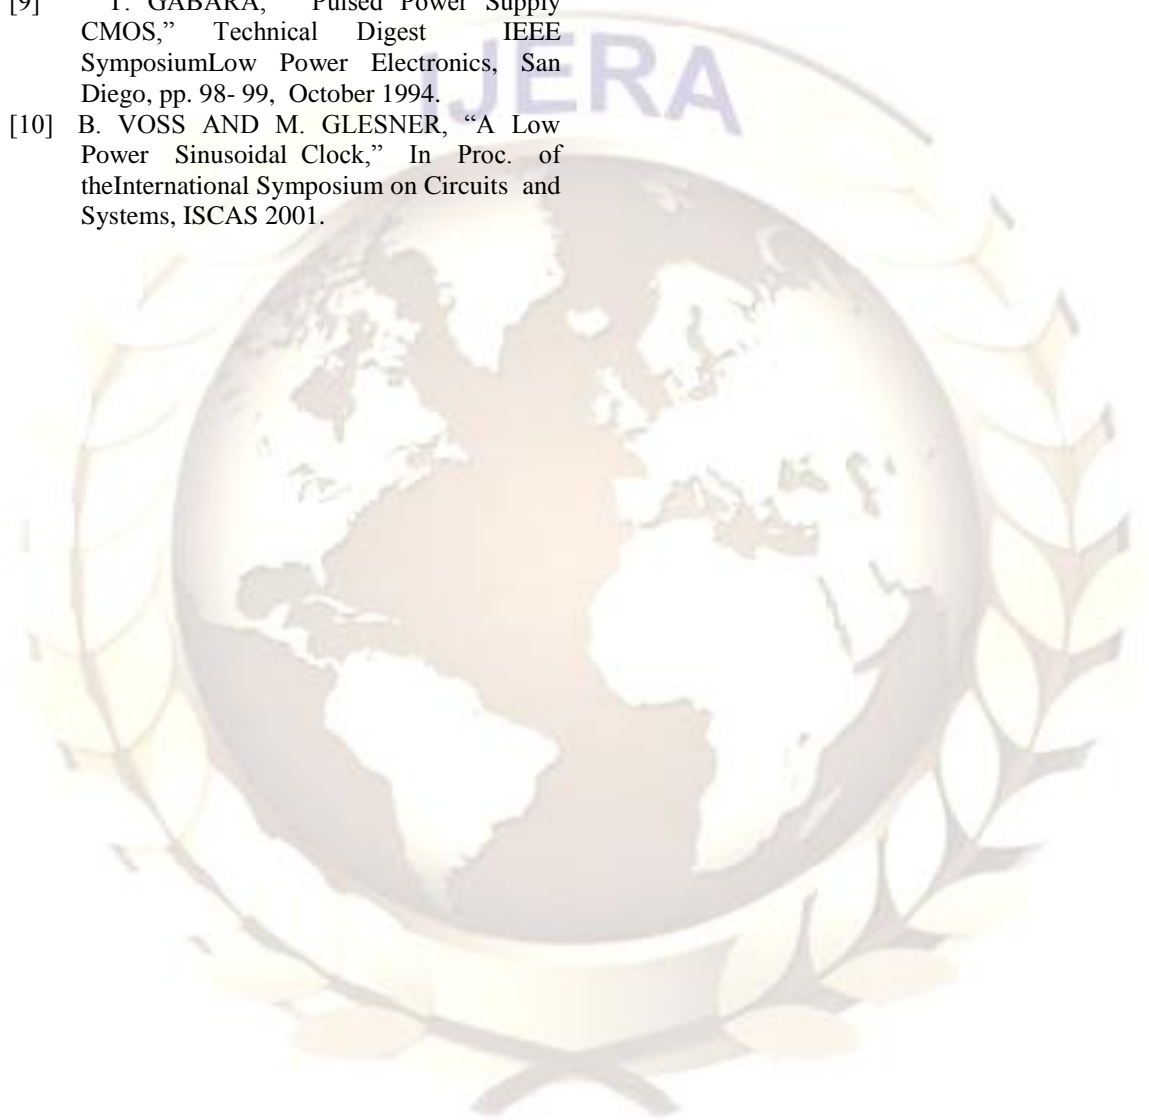 [9] T. GABARA, “Pulsed Power Supply
CMOS,” Technical Digest IEEE
SymposiumLow Power Electronics, San
Diego, pp. 98- 99, October 1994.
IJERA
[10] B. VOSS AND M. GLESNER, “A Low
Power Sinusoidal Clock,” In Proc. of
theInternational Symposium on Circuits and
Systems, ISCAS 2001.